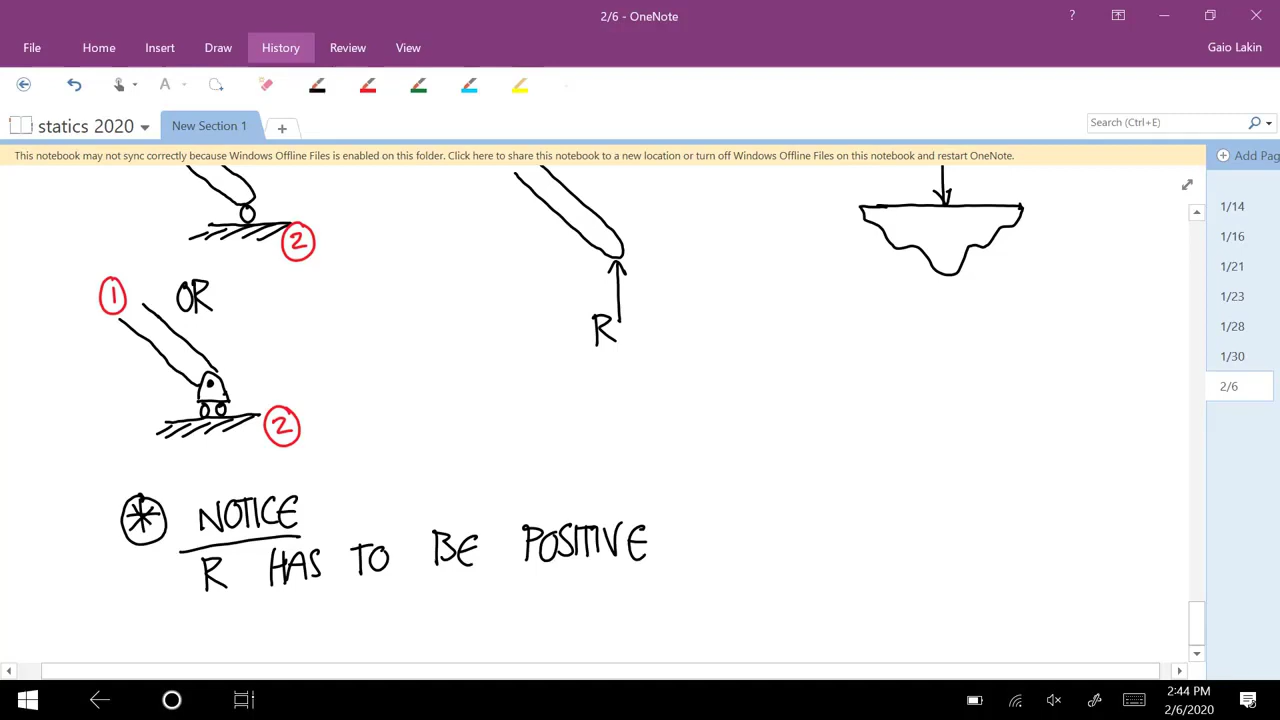 2/6 - OneNote
?
File
Home
Insert
Draw
History
Review
View
Gaio Lakin
A
statics 2020
New Section 1
+
Search (Ctrl+E)
This notebook may not sync correctly because Windows Offline Files is enabled on this folder. Click here to share this notebook to a new location or turn off Windows Offline Files on this notebook and restart OneNote.
Add Pag
1/14
1/16
1/21
1/23
1/28
1/30
2/6
2
1
OR
R
2
* NOTICE
R HAS TO BE POSITIVE
2:44 PM
2/6/2020